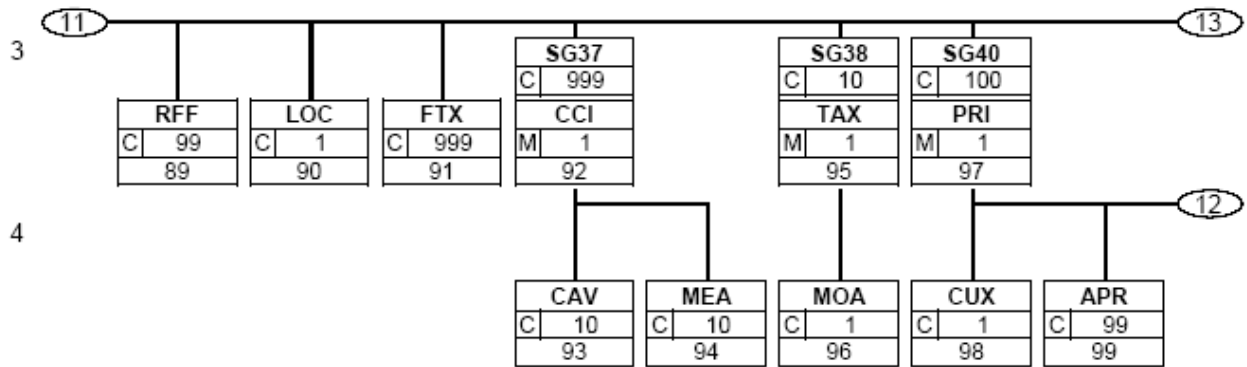 11 13
3 SG37 SG38 SG40
C 999 C 10 C 100
RFF LOC FTX CCI TAX PRI
C 99 C 1 C 999 M 1 M 1 M 1
89 90 91 92 95 97
12
4
CAV MEA MOA CUX APR
C 10 C 10 C 1 C 1 C 99
93 94 96 98 99